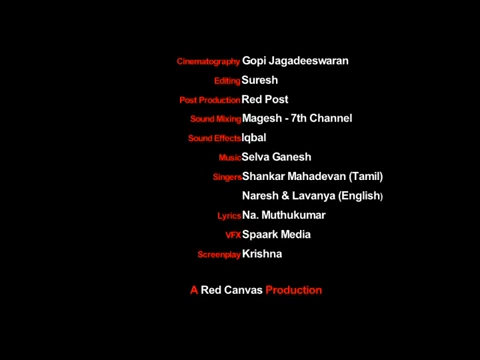 Cinematography Gopi Jagadeeswaran
Editing Suresh
Post Production Red Post
Sound Mixing Magesh - 7th Channel
Sound Effects Iqbal
Music Selva Ganesh
Singers Shankar Mahadevan (Tamil)
Naresh & Lavanya (English)
Lyrics Na. Muthukumar
VFX Spaark Media
Screenplay Krishna
A Red Canvas Production